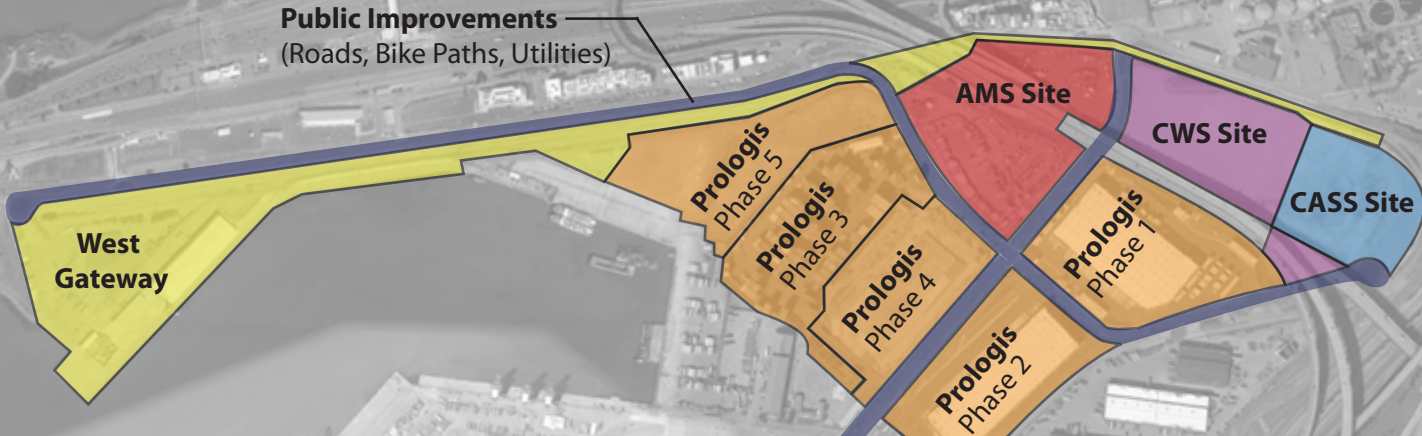 Public Improvements
(Roads, Bike Paths, Utilities)
AMS Site
CWS Site
CASS Site
West
Gateway
Prologis
Phase 5
Prologis
Phase 3
Prologis
Phase 4
Prologis
Phase 1
Prologis
Phase 2